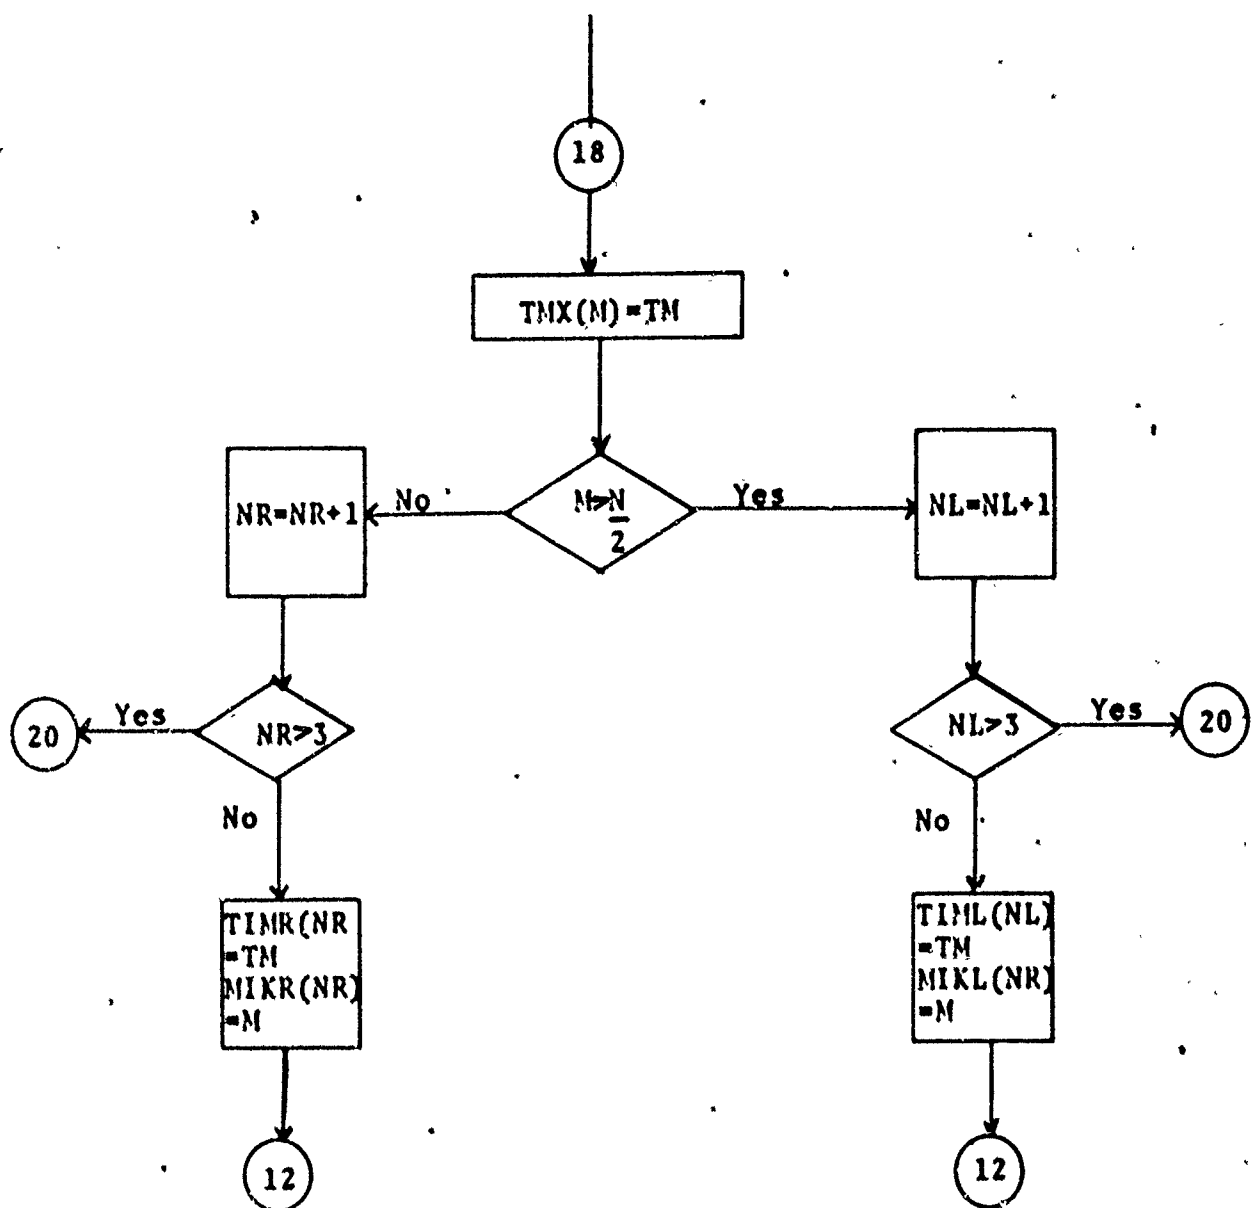 18
TMX(M)=TM
M>N
2
No
Yes
NR=NR+1
NL=NL+1
Yes
NR>3
20
NL>3
Yes
20
No
No
TIMR(NR
=TM
MIKR(NR)
=M
TIML(NL)
=TM
MIKL(NR)
=M
12
12